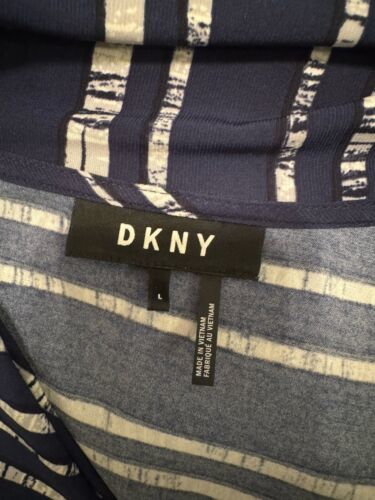 DKNY
L
MADE IN VIETNAM
FABRIQUÉ AU VIETNAM